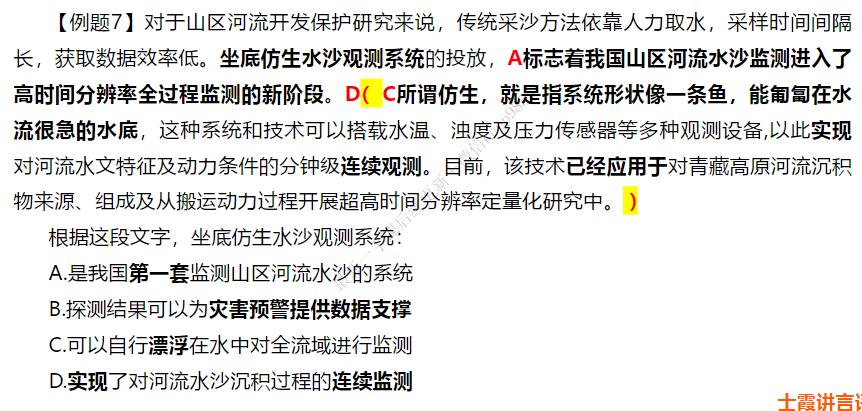 【例题7】对于山区河流开发保护研究来说，传统采沙方法依靠人力取水，采样时间间隔
长，获取数据效率低。坐底仿生水沙观测系统的投放，A标志着我国山区河流水沙监测进入了
高时间分辨率全过程监测的新阶段。D（ C所谓仿生，就是指系统形状像一条鱼，能匍匐在水
流很急的水底，这种系统和技术可以搭载水温、浊度及压力传感器等多种观测设备,以此实现
对河流水文特征及动力条件的分钟级连续观测。目前，该技术已经应用于对青藏高原河流沉积
物来源、组成及从搬运动力过程开展超高时间分辨率定量化研究中。）
根据这段文字，坐底仿生水沙观测系统：
A.是我国第一套监测山区河流水沙的系统
B.探测结果可以为灾害预警提供数据支撑
C.可以自行漂浮在水中对全流域进行监测
D.实现了对河流水沙沉积过程的连续监测
士霞讲言语